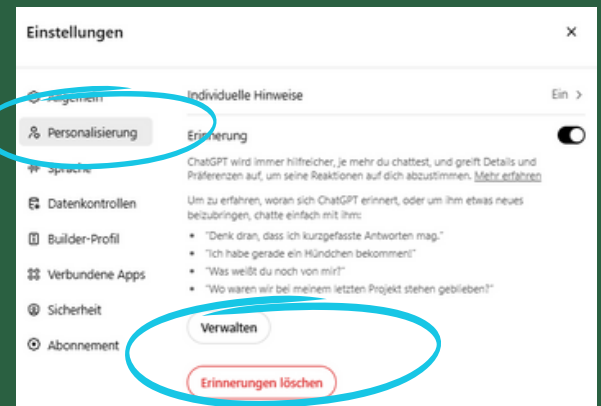 Einstellungen
Allgemein
Personalisierung
Sprache
Datenkontrollen
Builder-Profil
Verbundene Apps
Sicherheit
Abonnement
Individuelle Hinweise Ein >
Erinnerung
ChatGPT wird immer hilfreicher, je mehr du chattest, und greift Details und
Präferenzen auf, um seine Reaktionen auf dich abzustimmen. Mehr erfahren
Um zu erfahren, woran sich ChatGPT erinnert, oder um ihm etwas neues
beizubringen, chatte einfach mit ihm:
• "Denk dran, dass ich kurzgefasste Antworten mag."
• "Ich habe gerade ein Hündchen bekommen!"
• "Was weißt du noch von mir?"
• "Wo waren wir bei meinem letzten Projekt stehen geblieben?"
Verwalten
Erinnerungen löschen